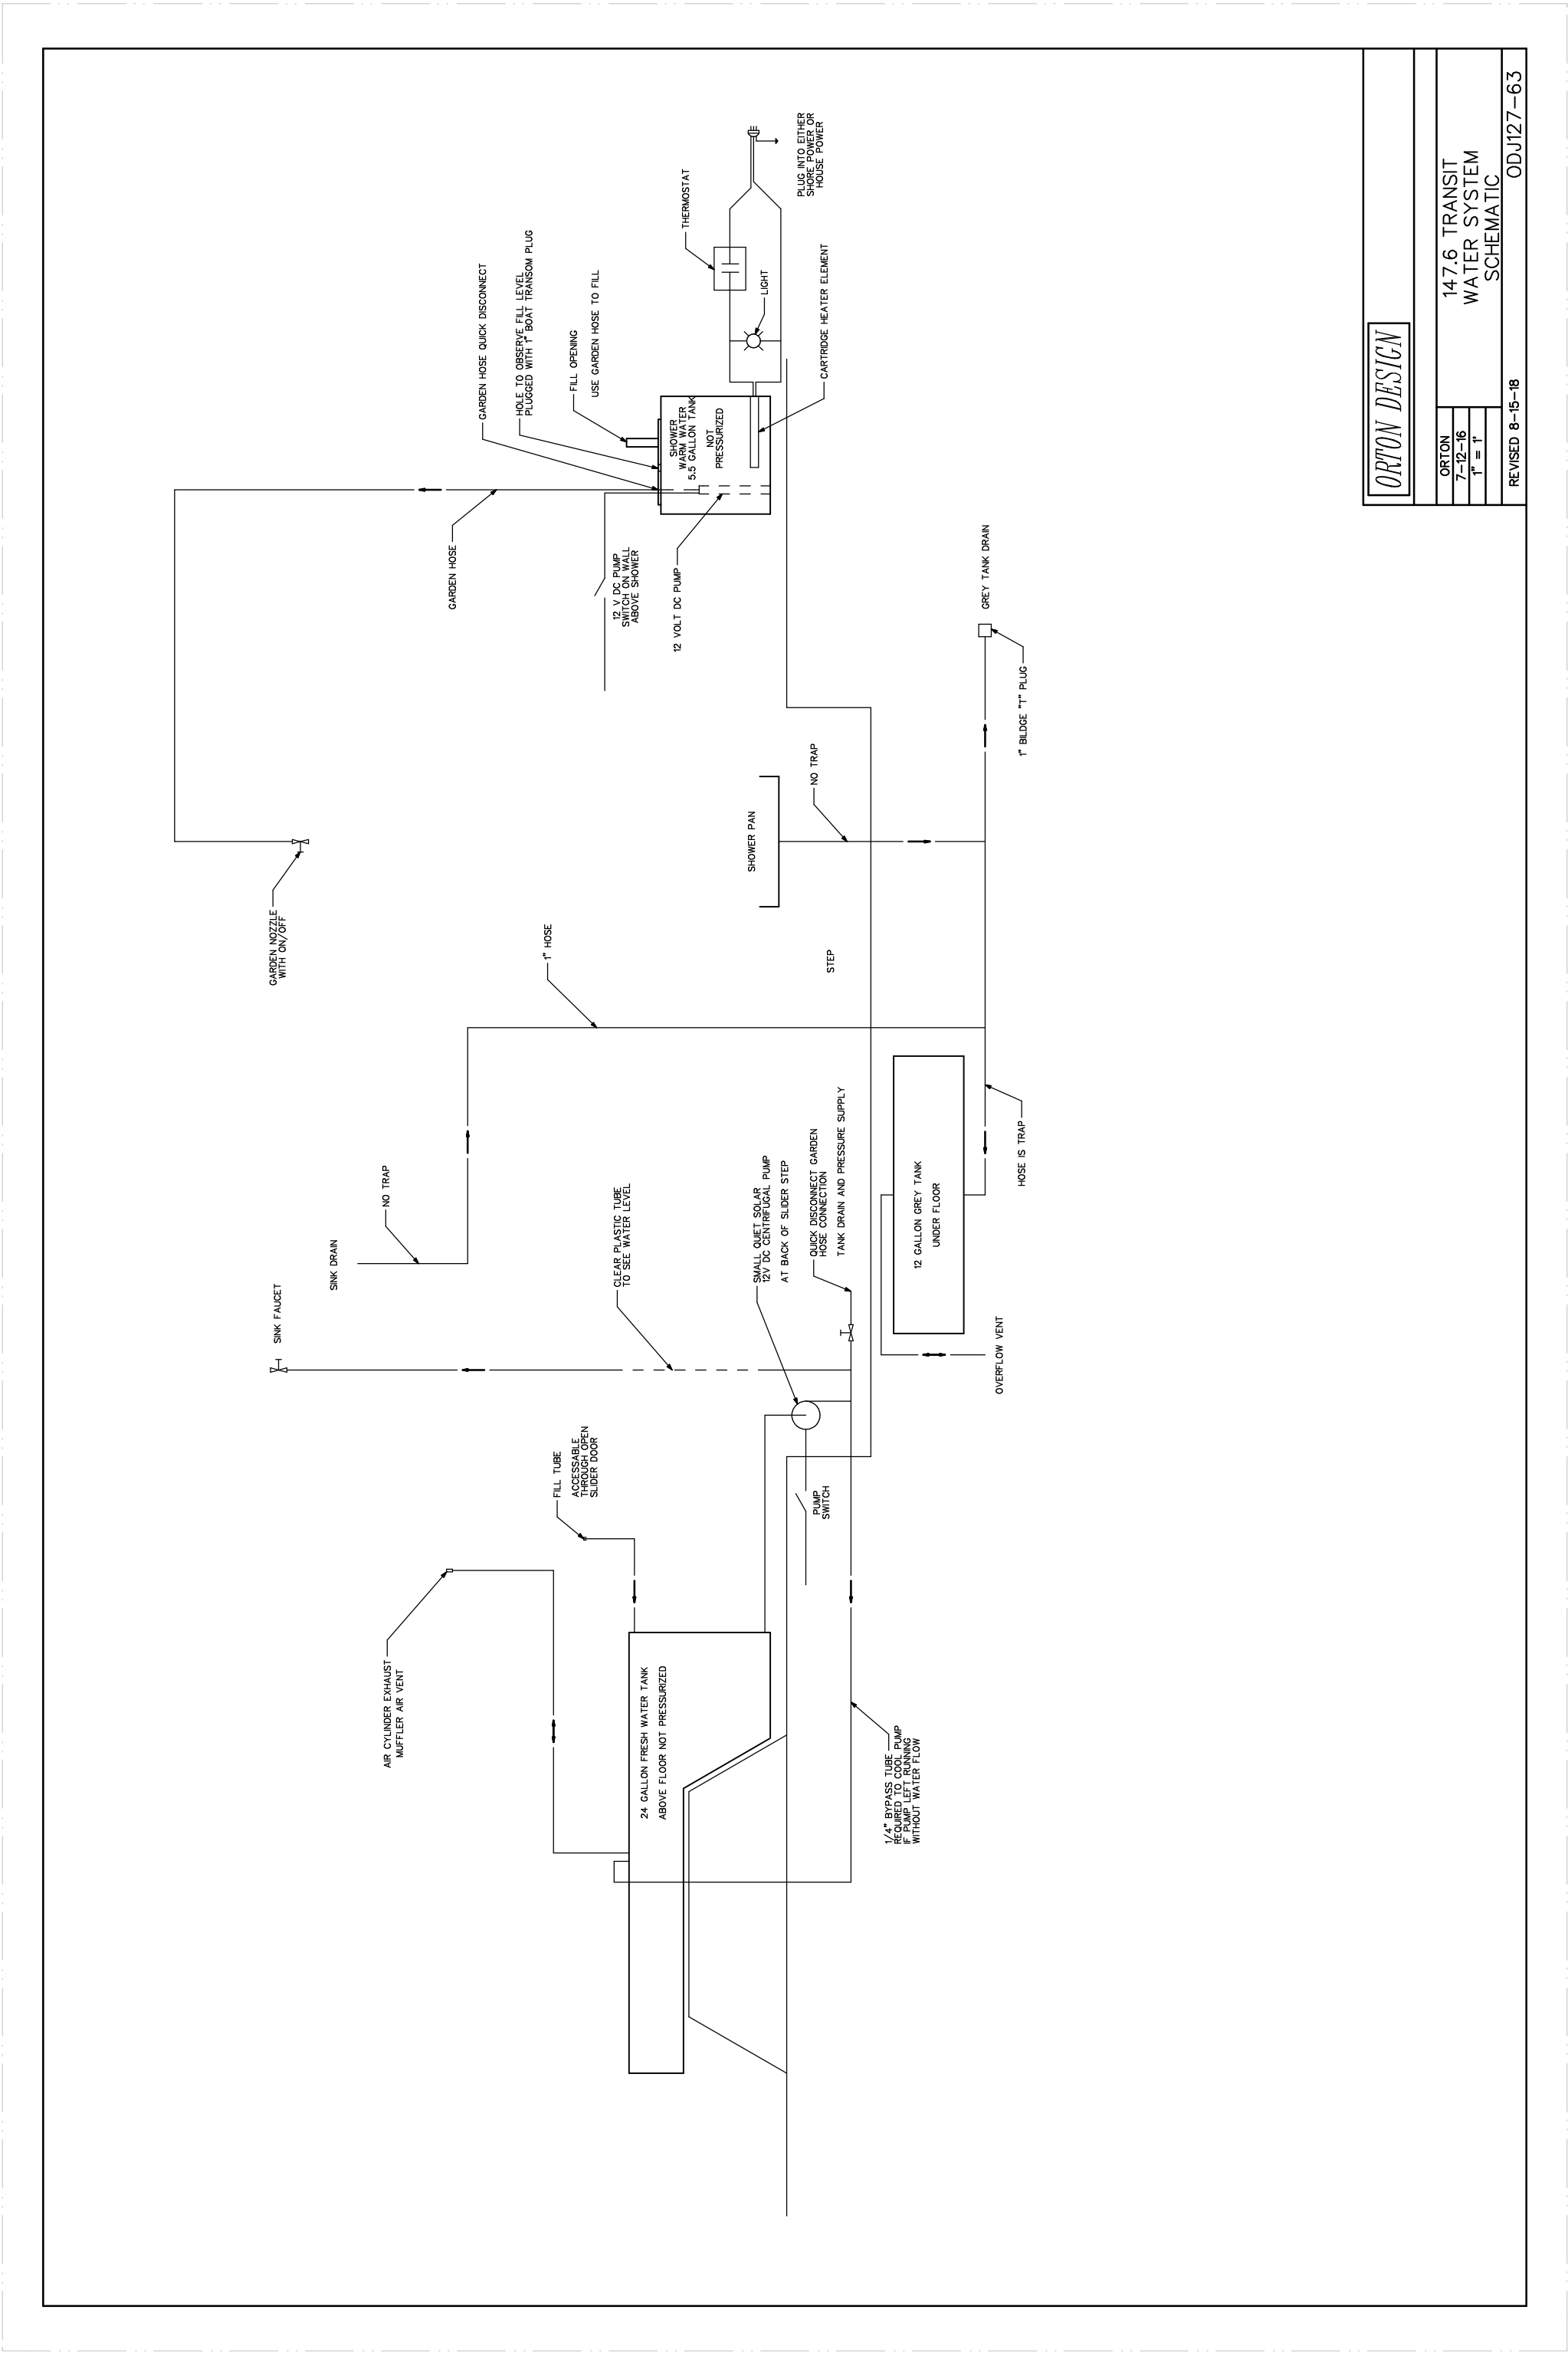 AIR CYLINDER EXHAUST
MUFFLER AIR VENT
FILL TUBE
ACCESSABLE
THROUGH OPEN
SLIDER DOOR
24 GALLON FRESH WATER TANK
ABOVE FLOOR NOT PRESSURIZED
1/4" BYPASS TUBE
REQUIRED TO COOL PUMP
IF PUMP LEFT RUNNING
WITHOUT WATER FLOW
PUMP
SWITCH
SINK FAUCET
SINK DRAIN
NO TRAP
CLEAR PLASTIC TUBE
TO SEE WATER LEVEL
SMALL QUIET SOLAR
12V DC CENTRIFUGAL PUMP
AT BACK OF SLIDER STEP
QUICK DISCONNECT GARDEN
HOSE CONNECTION
TANK DRAIN AND PRESSURE SUPPLY
12 GALLON GREY TANK
UNDER FLOOR
OVERFLOW VENT
HOSE IS TRAP
1" HOSE
STEP
GARDEN NOZZLE
WITH ON/OFF
SHOWER PAN
NO TRAP
1" BILDGE "T" PLUG
GREY TANK DRAIN
GARDEN HOSE
12 V DC PUMP
SWITCH ON WALL
ABOVE SHOWER
12 VOLT DC PUMP
GARDEN HOSE QUICK DISCONNECT
HOLE TO OBSERVE FILL LEVEL
PLUGGED WITH 1" BOAT TRANSOM PLUG
FILL OPENING
USE GARDEN HOSE TO FILL
SHOWER
WARM WATER
5.5 GALLON TANK
NOT
PRESSURIZED
THERMOSTAT
LIGHT
CARTRIDGE HEATER ELEMENT
PLUG INTO EITHER
SHORE POWER OR
HOUSE POWER
ORTON DESIGN
ORTON
7-12-16
1" = 1'
147.6 TRANSIT
WATER SYSTEM
SCHEMATIC
REVISED 8-15-18
ODJ127-63